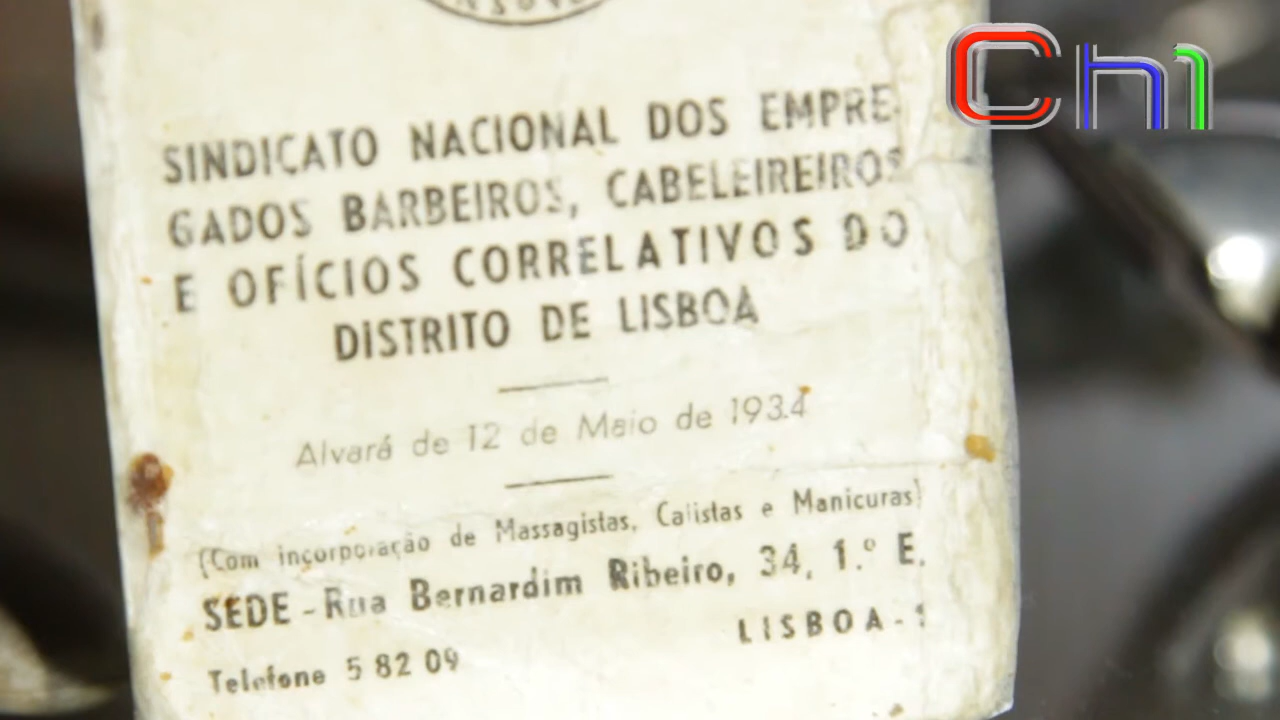 Ch1
SINDICATO NACIONAL DOS EMPRE-
GADOS BARBEIROS, CABELEIREIROS
E OFÍCIOS CORRELATIVOS DO
DISTRITO DE LISBOA
Alvará de 12 de Maio de 1934
(Com incorporação de Massagistas, Calistas e Manicuras)
SEDE - Rua Bernardim Ribeiro, 34, 1.º E.
LISBOA - 1
Telefone 5 82 09